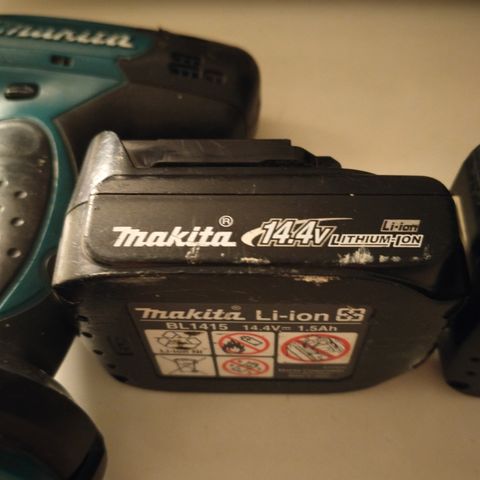 makita
makita® 14.4V Li-ion
LITHIUM-ION
makita Li-ion
BL1415 14.4V⎓ 1.5Ah